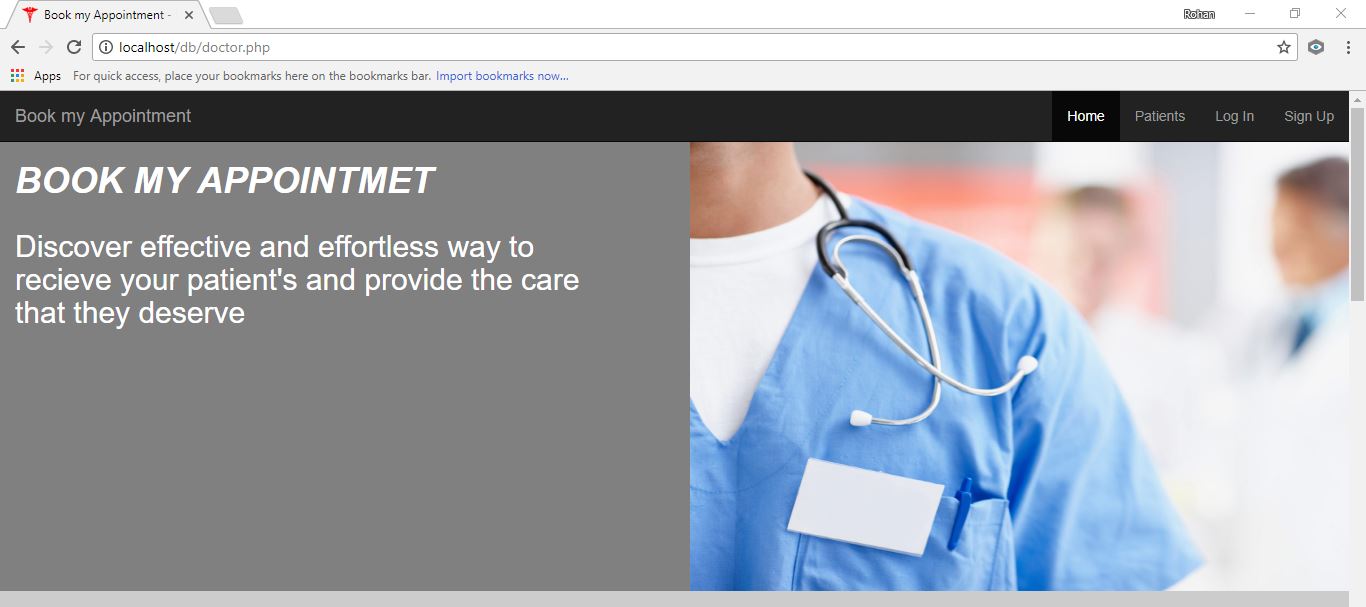 Book my Appointment -
Rohan
localhost/db/doctor.php
Apps For quick access, place your bookmarks here on the bookmarks bar. Import bookmarks now...
Book my Appointment Home Patients Log In Sign Up
BOOK MY APPOINTMET
Discover effective and effortless way to
recieve your patient's and provide the care
that they deserve